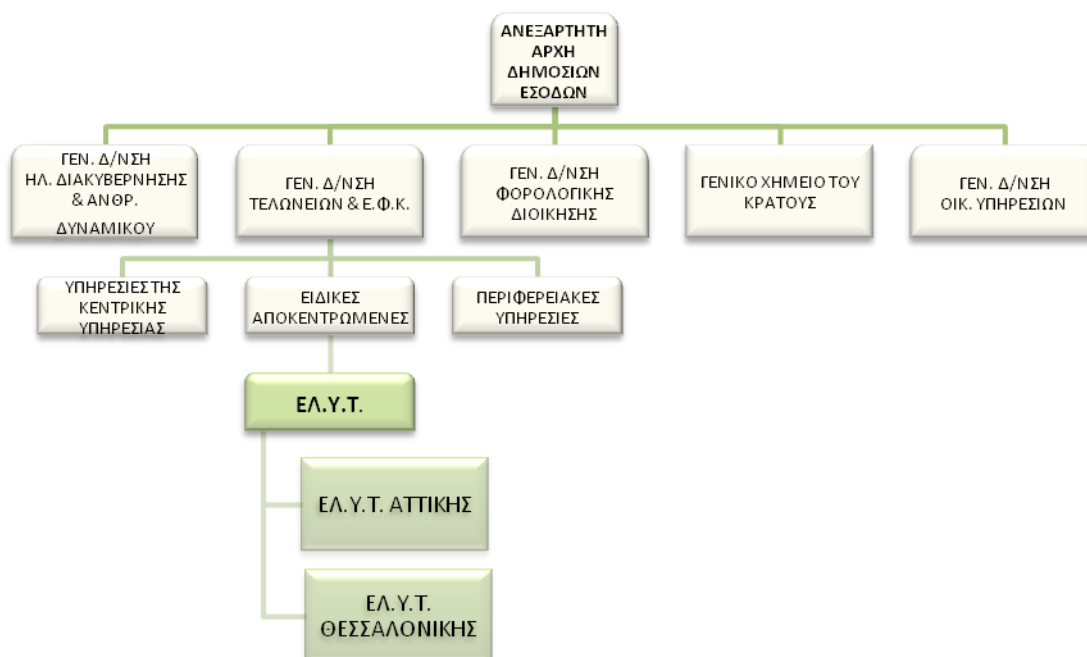 ΑΝΕΞΑΡΤΗΤΗ
ΑΡΧΗ
ΔΗΜΟΣΙΩΝ
ΕΣΟΔΩΝ
ΓΕΝ. Δ/ΝΣΗ
ΗΛ. ΔΙΑΚΥΒΕΡΝΗΣΗΣ
& ΑΝΘΡ.
ΔΥΝΑΜΙΚΟΥ
ΓΕΝ. Δ/ΝΣΗ
ΤΕΛΩΝΕΙΩΝ & Ε.Φ.Κ.
ΓΕΝ. Δ/ΝΣΗ
ΦΟΡΟΛΟΓΙΚΗΣ
ΔΙΟΙΚΗΣΗΣ
ΓΕΝΙΚΟ ΧΗΜΕΙΟ ΤΟΥ
ΚΡΑΤΟΥΣ
ΓΕΝ. Δ/ΝΣΗ
ΟΙΚ. ΥΠΗΡΕΣΙΩΝ
ΥΠΗΡΕΣΙΕΣ ΤΗΣ
ΚΕΝΤΡΙΚΗΣ
ΥΠΗΡΕΣΙΑΣ
ΕΙΔΙΚΕΣ
ΑΠΟΚΕΝΤΡΩΜΕΝΕΣ
ΠΕΡΙΦΕΡΕΙΑΚΕΣ
ΥΠΗΡΕΣΙΕΣ
ΕΛ.Υ.Τ.
ΕΛ.Υ.Τ. ΑΤΤΙΚΗΣ
ΕΛ.Υ.Τ.
ΘΕΣΣΑΛΟΝΙΚΗΣ